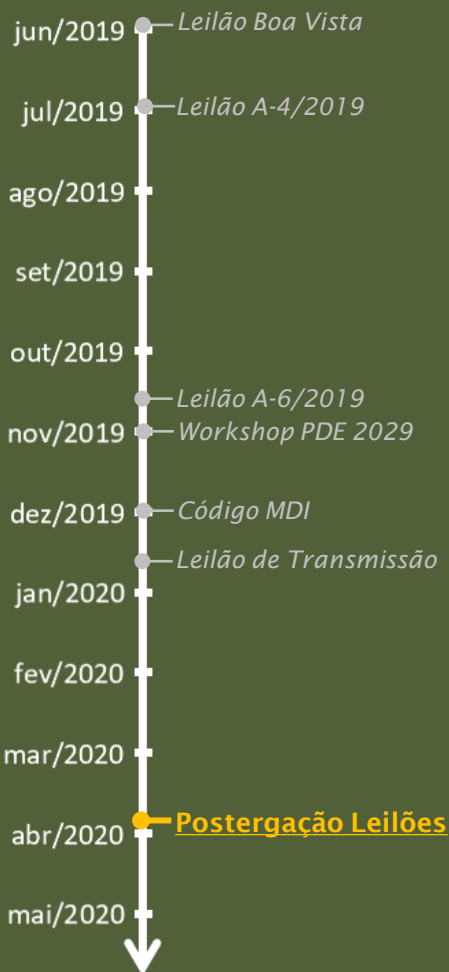 jun/2019 Leilão Boa Vista
jul/2019 Leilão A-4/2019
ago/2019
set/2019
out/2019
Leilão A-6/2019
nov/2019 Workshop PDE 2029
dez/2019 Código MDI
Leilão de Transmissão
jan/2020
fev/2020
mar/2020
Postergação Leilões
abr/2020
mai/2020